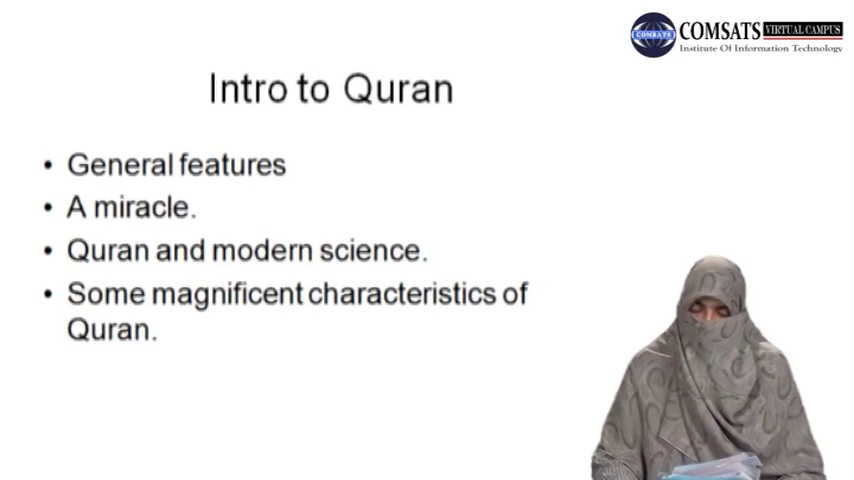 COMSATS VIRTUAL CAMPUS
COMSATS
Institute Of Information Technology
Intro to Quran
• General features
• A miracle.
• Quran and modern science.
• Some magnificent characteristics of
Quran.